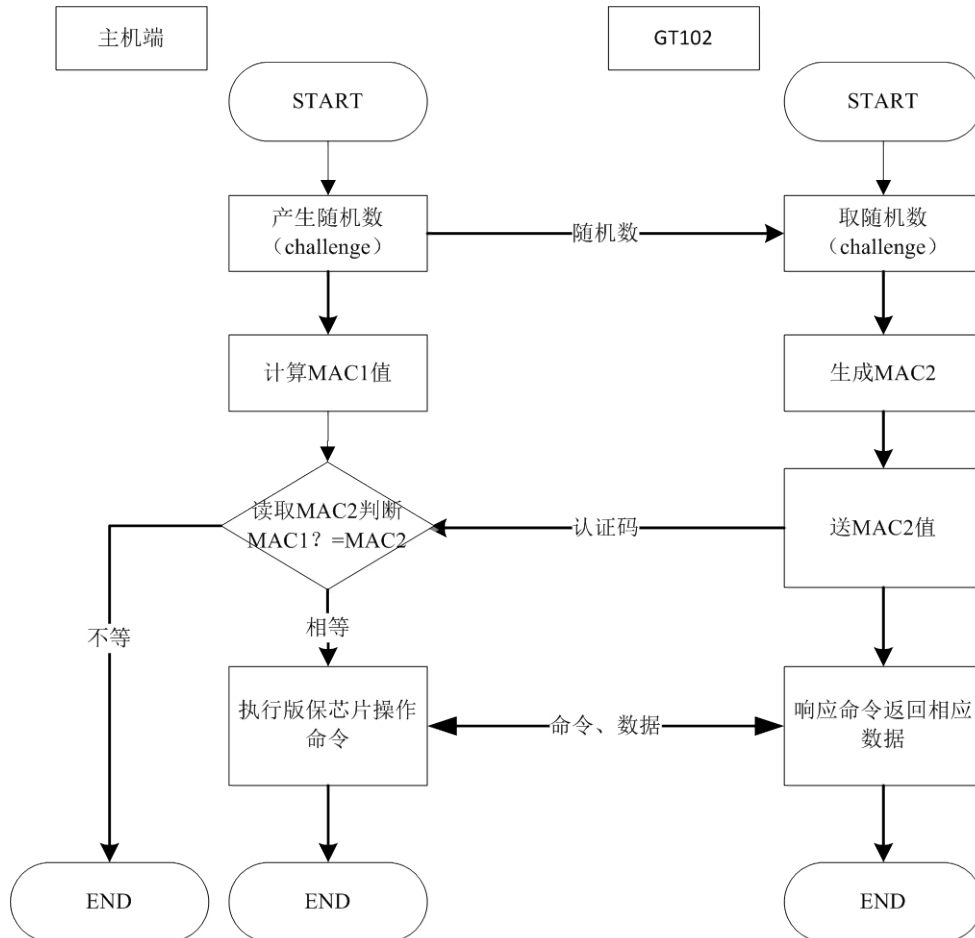 主机端
GT102
START
START
产生随机数
（challenge）
随机数
取随机数
（challenge）
计算MAC1值
生成MAC2
读取MAC2判断
MAC1？=MAC2
认证码
送MAC2值
不等
相等
执行版保芯片操作
命令
命令、数据
响应命令返回相应
数据
END
END
END